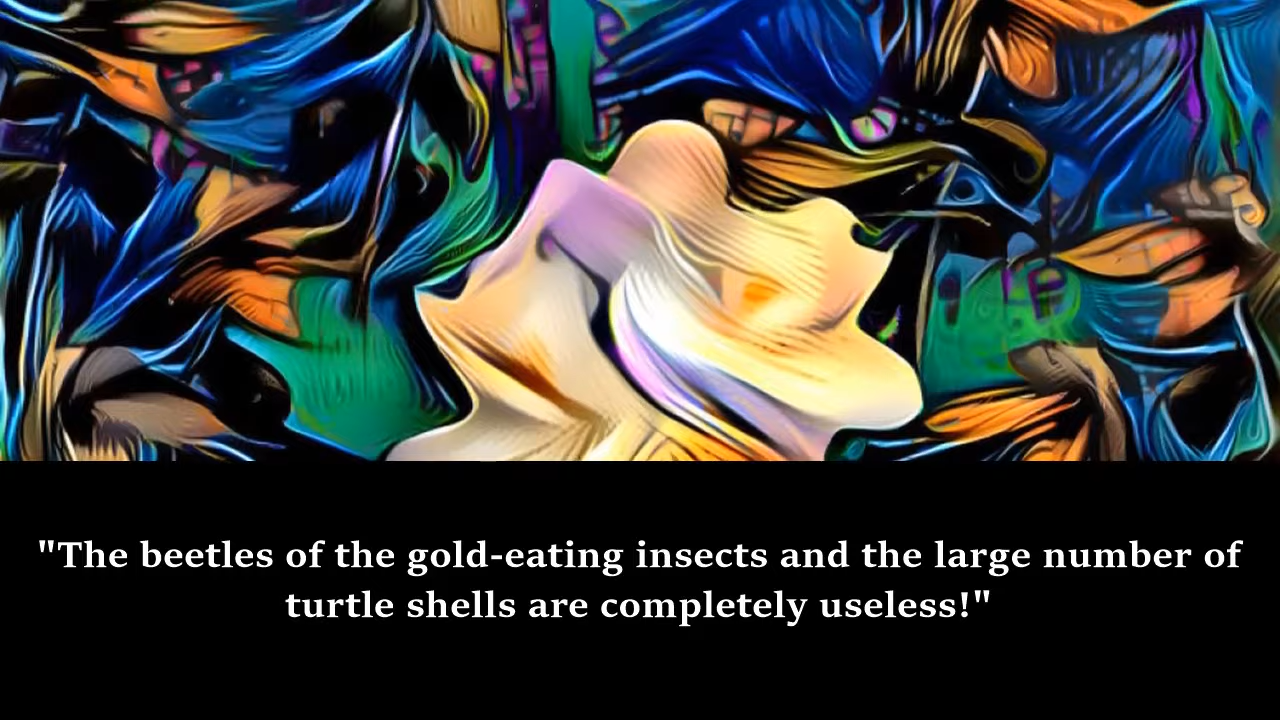 "The beetles of the gold-eating insects and the large number of
turtle shells are completely useless!"